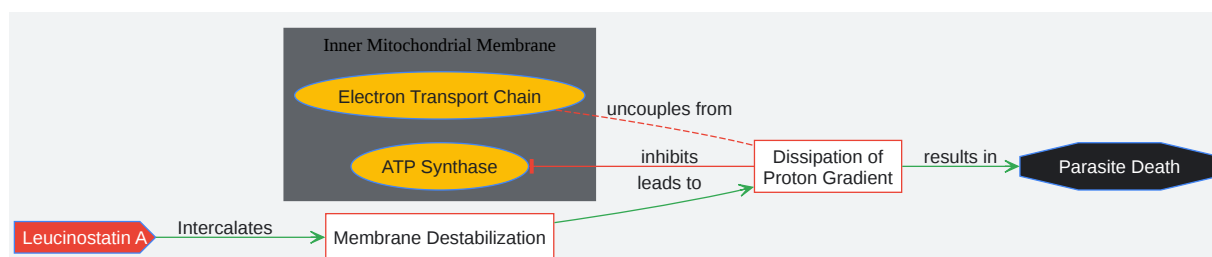 Inner Mitochondrial Membrane
Electron Transport Chain
uncouples from
ATP Synthase
inhibits
Dissipation of
Proton Gradient
results in
Parasite Death
leads to
Leucinostatin A
Intercalates
Membrane Destabilization